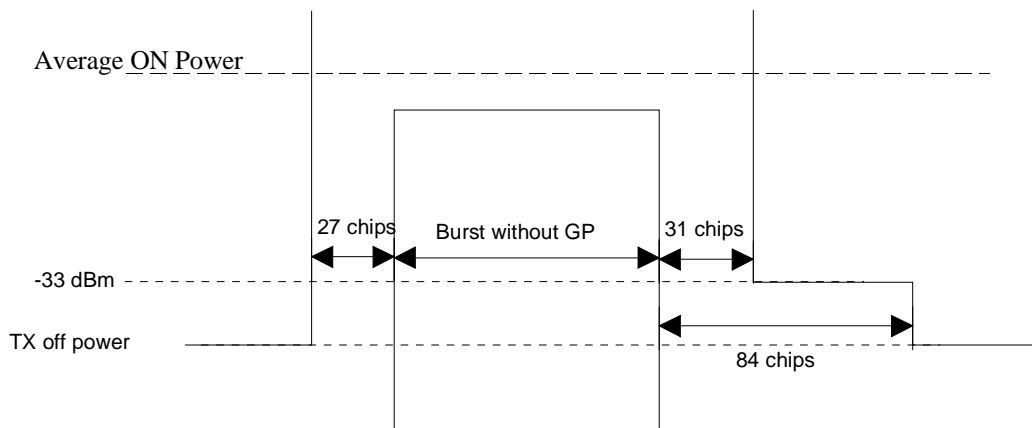 Average ON Power
27 chips
Burst without GP
31 chips
-33 dBm
TX off power
84 chips